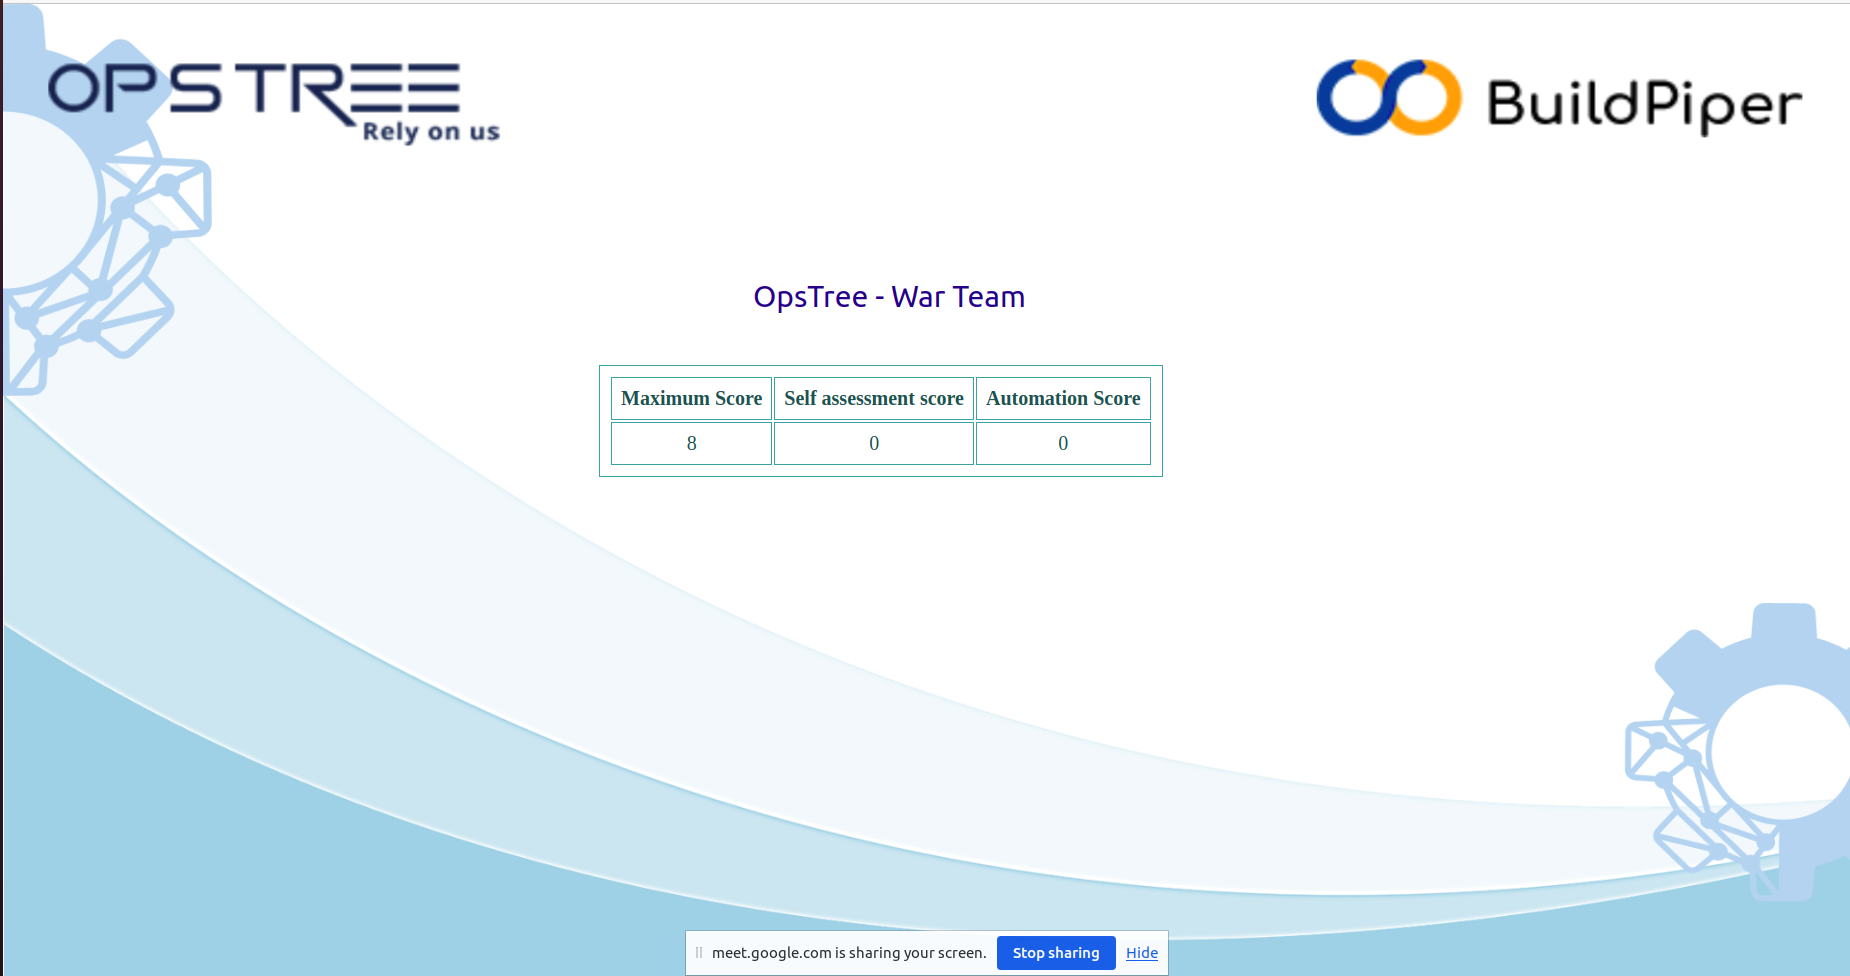 OPSTREE
Rely on us
BuildPiper
OpsTree - War Team
Maximum Score Self assessment score Automation Score
8 0 0
meet.google.com is sharing your screen. Stop sharing Hide